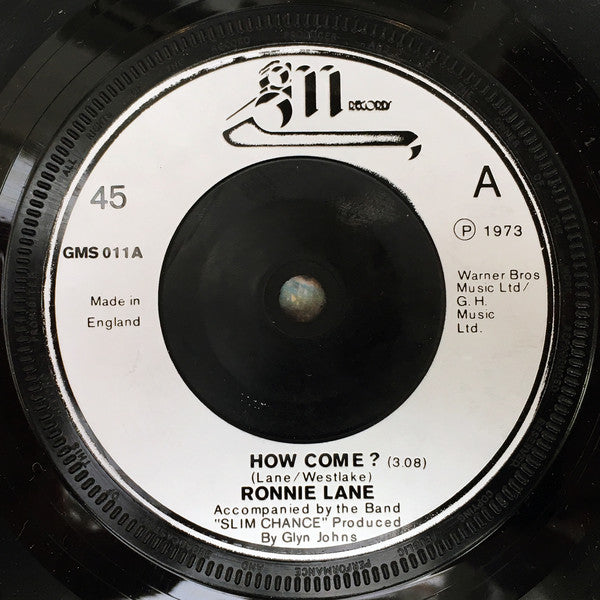 GM RECORDS
45
A
GMS 011A
Ⓟ 1973
Made in
England
Warner Bros
Music Ltd/
G. H.
Music
Ltd.
HOW COME? (3.08)
(Lane/Westlake)
RONNIE LANE
Accompanied by the Band
"SLIM CHANCE" Produced
By Glyn Johns